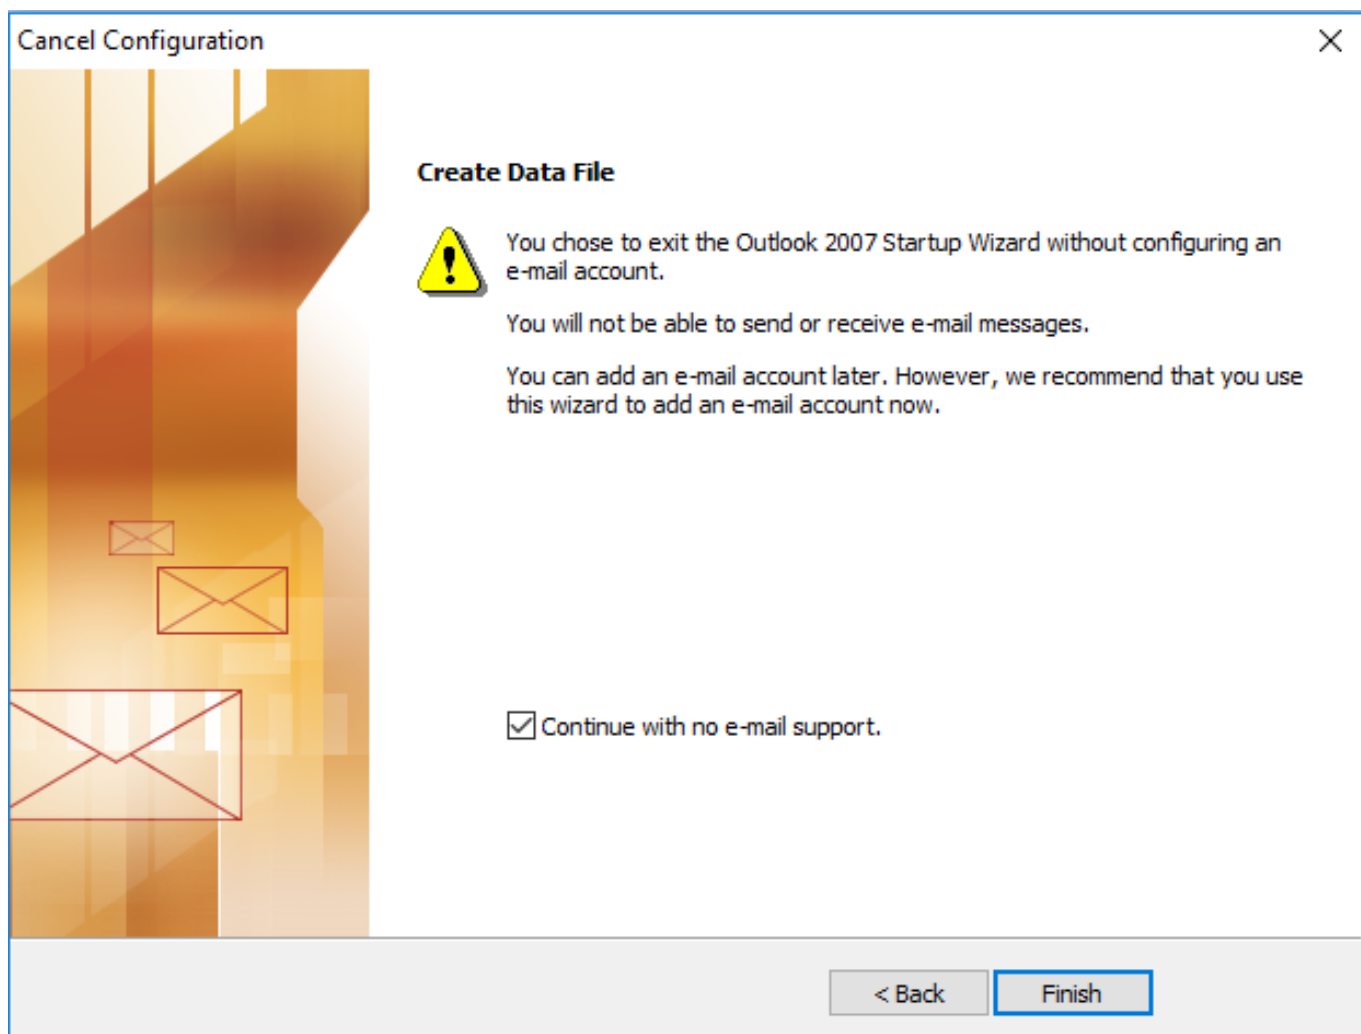 Cancel Configuration
Create Data File
You chose to exit the Outlook 2007 Startup Wizard without configuring an
e-mail account.
You will not be able to send or receive e-mail messages.
You can add an e-mail account later. However, we recommend that you use
this wizard to add an e-mail account now.
Continue with no e-mail support.
< Back
Finish